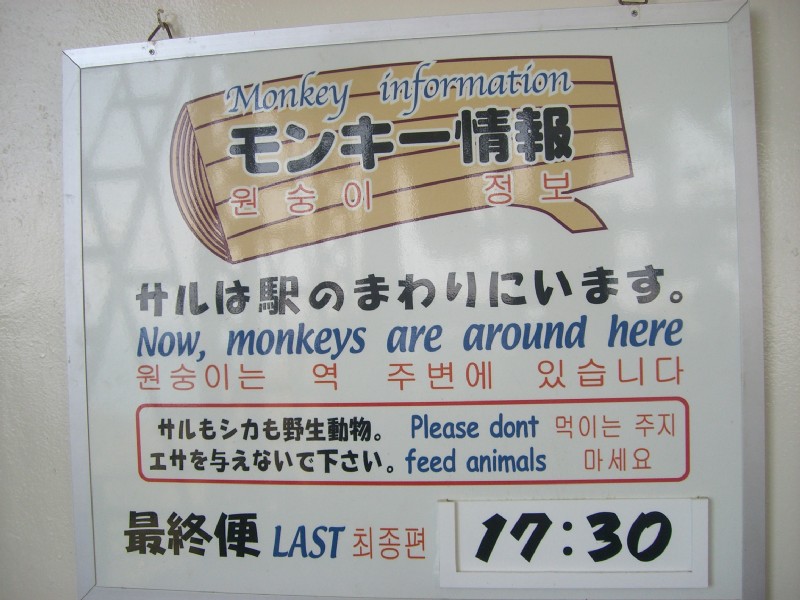 Monkey information
モンキー情報
원숭이 정보
サルは駅のまわりにいます。
Now, monkeys are around here
원숭이는 역 주변에 있습니다
サルもシカも野生動物。 Please dont 먹이는 주지
エサを与えないで下さい。 feed animals 마세요
最終便 LAST 최종편 17:30